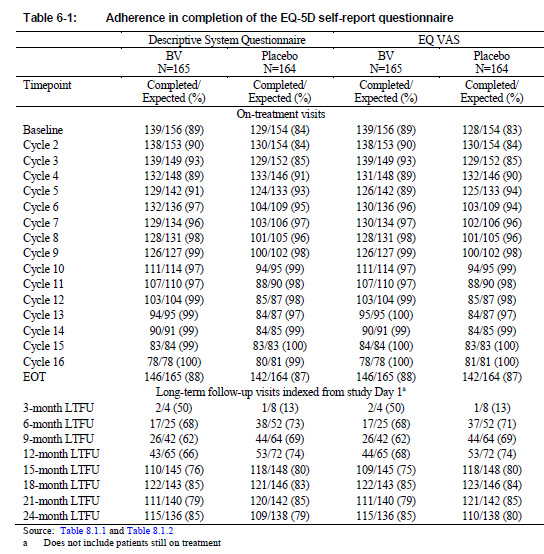 Table 6-1: Adherence in completion of the EQ-5D self-report questionnaire
Descriptive System Questionnaire EQ VAS
BV Placebo BV Placebo
N=165 N=164 N=165 N=164
Completed/ Completed/ Completed/ Completed/
Timepoint Expected (%) Expected (%) Expected (%) Expected (%)
On-treatment visits
Baseline 139/156 (89) 129/154 (84) 139/156 (89) 128/154 (83)
Cycle 2 138/153 (90) 130/154 (84) 138/153 (90) 130/154 (84)
Cycle 3 139/149 (93) 129/152 (85) 139/149 (93) 129/152 (85)
Cycle 4 132/148 (89) 133/146 (91) 131/148 (89) 132/146 (90)
Cycle 5 129/142 (91) 124/133 (93) 126/142 (89) 125/133 (94)
Cycle 6 132/136 (97) 104/109 (95) 130/136 (96) 103/109 (94)
Cycle 7 129/134 (96) 103/106 (97) 130/134 (97) 102/106 (96)
Cycle 8 128/131 (98) 101/105 (96) 128/131 (98) 101/105 (96)
Cycle 9 126/127 (99) 100/102 (98) 126/127 (99) 100/102 (98)
Cycle 10 111/114 (97) 94/95 (99) 111/114 (97) 94/95 (99)
Cycle 11 107/110 (97) 88/90 (98) 107/110 (97) 88/90 (98)
Cycle 12 103/104 (99) 85/87 (98) 103/104 (99) 85/87 (98)
Cycle 13 94/95 (99) 84/87 (97) 95/95 (100) 84/87 (97)
Cycle 14 90/91 (99) 84/85 (99) 90/91 (99) 84/85 (99)
Cycle 15 83/84 (99) 83/83 (100) 84/84 (100) 83/83 (100)
Cycle 16 78/78 (100) 80/81 (99) 78/78 (100) 81/81 (100)
EOT 146/165 (88) 142/164 (87) 146/165 (88) 142/164 (87)
Long-term follow-up visits indexed from study Day 1a
3-month LTFU 2/4 (50) 1/8 (13) 2/4 (50) 1/8 (13)
6-month LTFU 17/25 (68) 38/52 (73) 17/25 (68) 37/52 (71)
9-month LTFU 26/42 (62) 44/64 (69) 26/42 (62) 44/64 (69)
12-month LTFU 43/65 (66) 53/72 (74) 44/65 (68) 53/72 (74)
15-month LTFU 110/145 (76) 118/148 (80) 109/145 (75) 118/148 (80)
18-month LTFU 122/143 (85) 121/146 (83) 122/143 (85) 123/146 (84)
21-month LTFU 111/140 (79) 120/142 (85) 111/140 (79) 121/142 (85)
24-month LTFU 115/136 (85) 109/138 (79) 115/136 (85) 110/138 (80)
Source: Table 8.1.1 and Table 8.1.2
a Does not include patients still on treatment